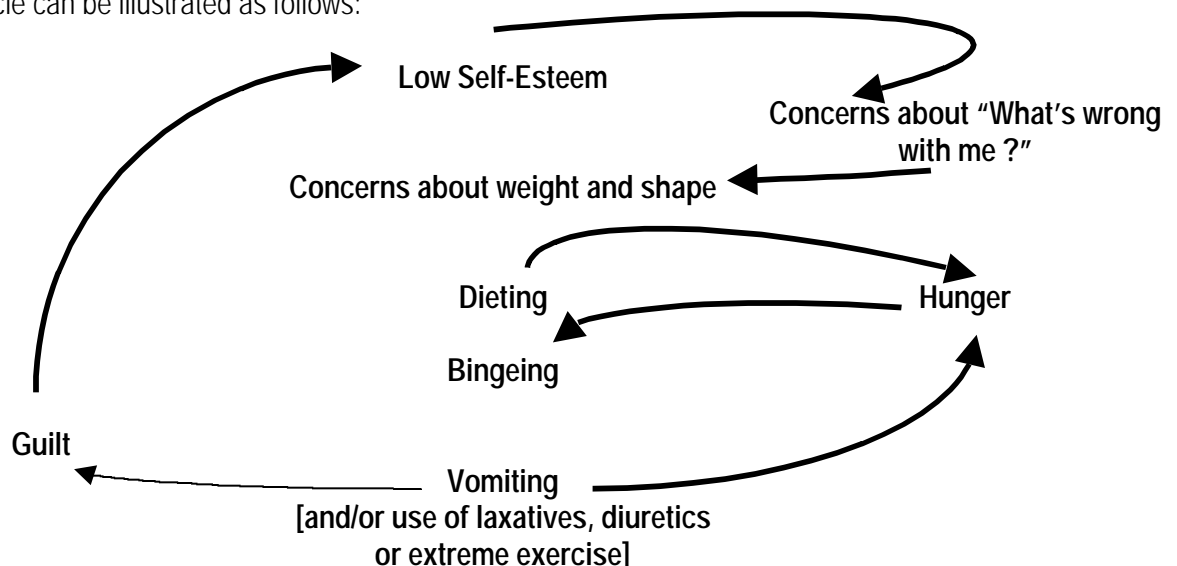 cle can be illustrated as follows:
Low Self-Esteem
Concerns about “What’s wrong
with me ?”
Concerns about weight and shape
Dieting
Hunger
Bingeing
Guilt
Vomiting
[and/or use of laxatives, diuretics
or extreme exercise]